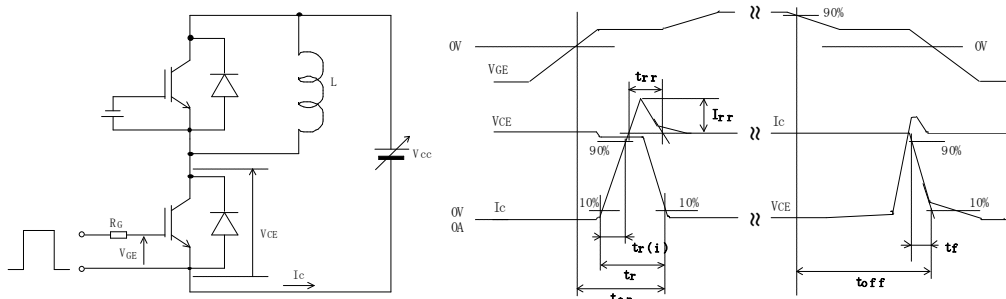 L
Vcc
RG
VGE
VCE
Ic
0V
VGE
90%
0V
trr
Irr
VCE
Ic
90%
90%
Ic
0V
0A
10%
10%
VCE
10%
tr(i)
tr
ton
tf
toff